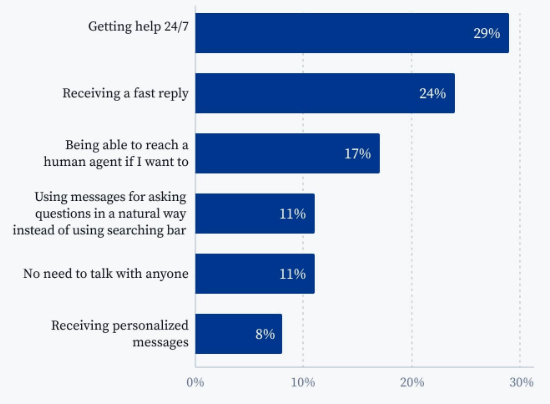 Getting help 24/7
29%
Receiving a fast reply
24%
Being able to reach a
human agent if I want to
17%
Using messages for asking
questions in a natural way
instead of using searching bar
11%
No need to talk with anyone
11%
Receiving personalized
messages
8%
0%
10%
20%
30%